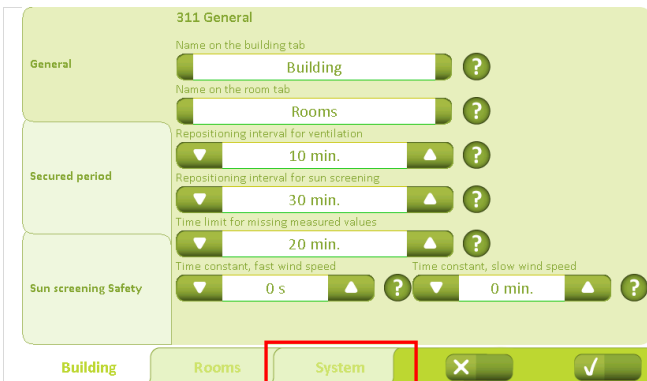 311 General
General
Name on the building tab
Building
?
Name on the room tab
Rooms
?
Repositioning interval for ventilation
10 min.
?
Secured period
Repositioning interval for sun screening
30 min.
?
Time limit for missing measured values
20 min.
?
Sun screening Safety
Time constant, fast wind speed
0 s
?
Time constant, slow wind speed
0 min.
?
Building
Rooms
System